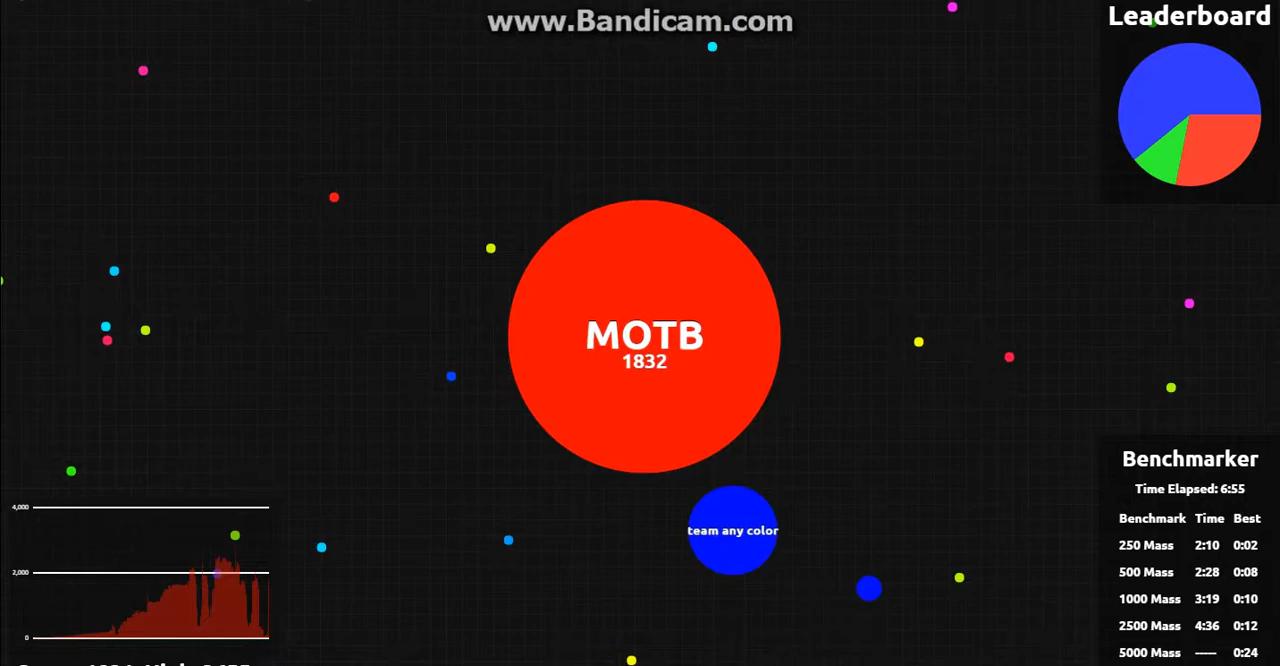 www.Bandicam.com
Leaderboard
MOTB
1832
team any color
4,000
2,000
0
Benchmarker
Time Elapsed: 6:55
Benchmark Time Best
250 Mass 2:10 0:02
500 Mass 2:28 0:08
1000 Mass 3:19 0:10
2500 Mass 4:36 0:12
5000 Mass —— 0:24